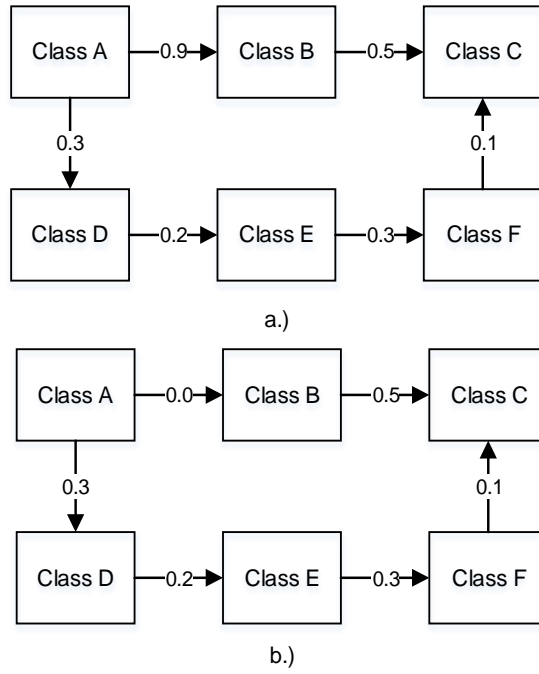 Class A 0.9 Class B 0.5 Class C
0.3 0.1
Class D 0.2 Class E 0.3 Class F
a.)
Class A 0.0 Class B 0.5 Class C
0.3 0.1
Class D 0.2 Class E 0.3 Class F
b.)